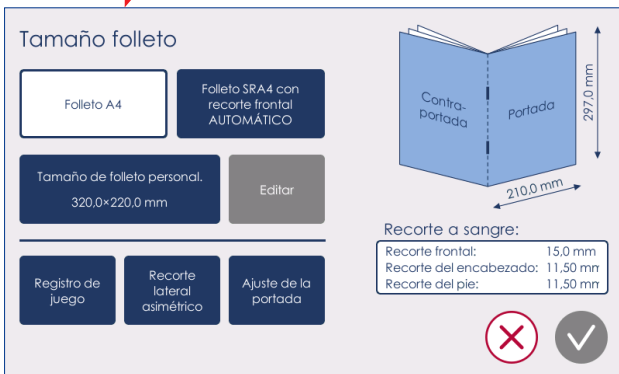 Tamaño folleto
Folleto A4
Folleto SRA4 con
recorte frontal
AUTOMÁTICO
Tamaño de folleto personal.
320,0×220,0 mm
Editar
Registro de
juego
Recorte
lateral
asimétrico
Ajuste de la
portada
Contra-
portada
Portada
297,0 mm
210,0 mm
Recorte a sangre:
Recorte frontal: 15,0 mm
Recorte del encabezado: 11,50 mm
Recorte del pie: 11,50 mm